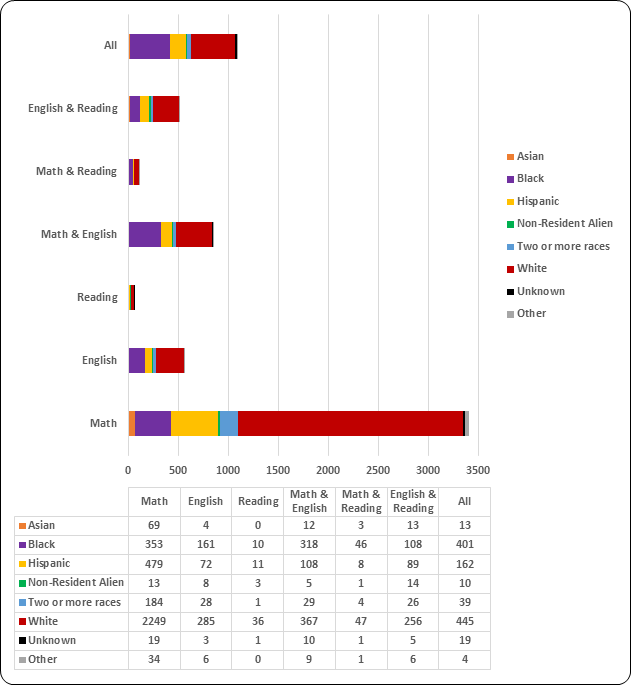 All
English & Reading
Math & Reading
Math & English
Reading
English
Math
0 500 1000 1500 2000 2500 3000 3500
Asian
Black
Hispanic
Non-Resident Alien
Two or more races
White
Unknown
Other
Math English Reading Math & English Math & Reading English & Reading All
Asian 69 4 0 12 3 13 13
Black 353 161 10 318 46 108 401
Hispanic 479 72 11 108 8 89 162
Non-Resident Alien 13 8 3 5 1 14 10
Two or more races 184 28 1 29 4 26 39
White 2249 285 36 367 47 256 445
Unknown 19 3 1 10 1 5 19
Other 34 6 0 9 1 6 4